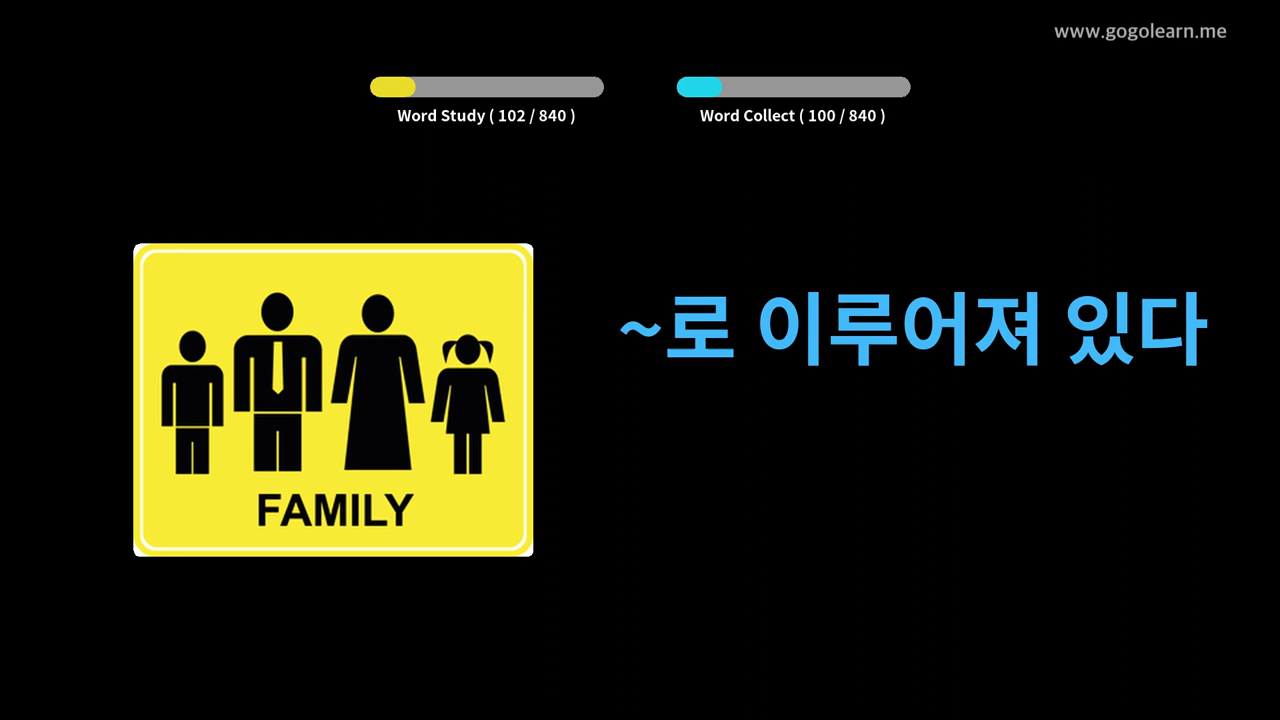 www.gogolearn.me
Word Study ( 102 / 840 )
Word Collect ( 100 / 840 )
~로 이루어져 있다
FAMILY